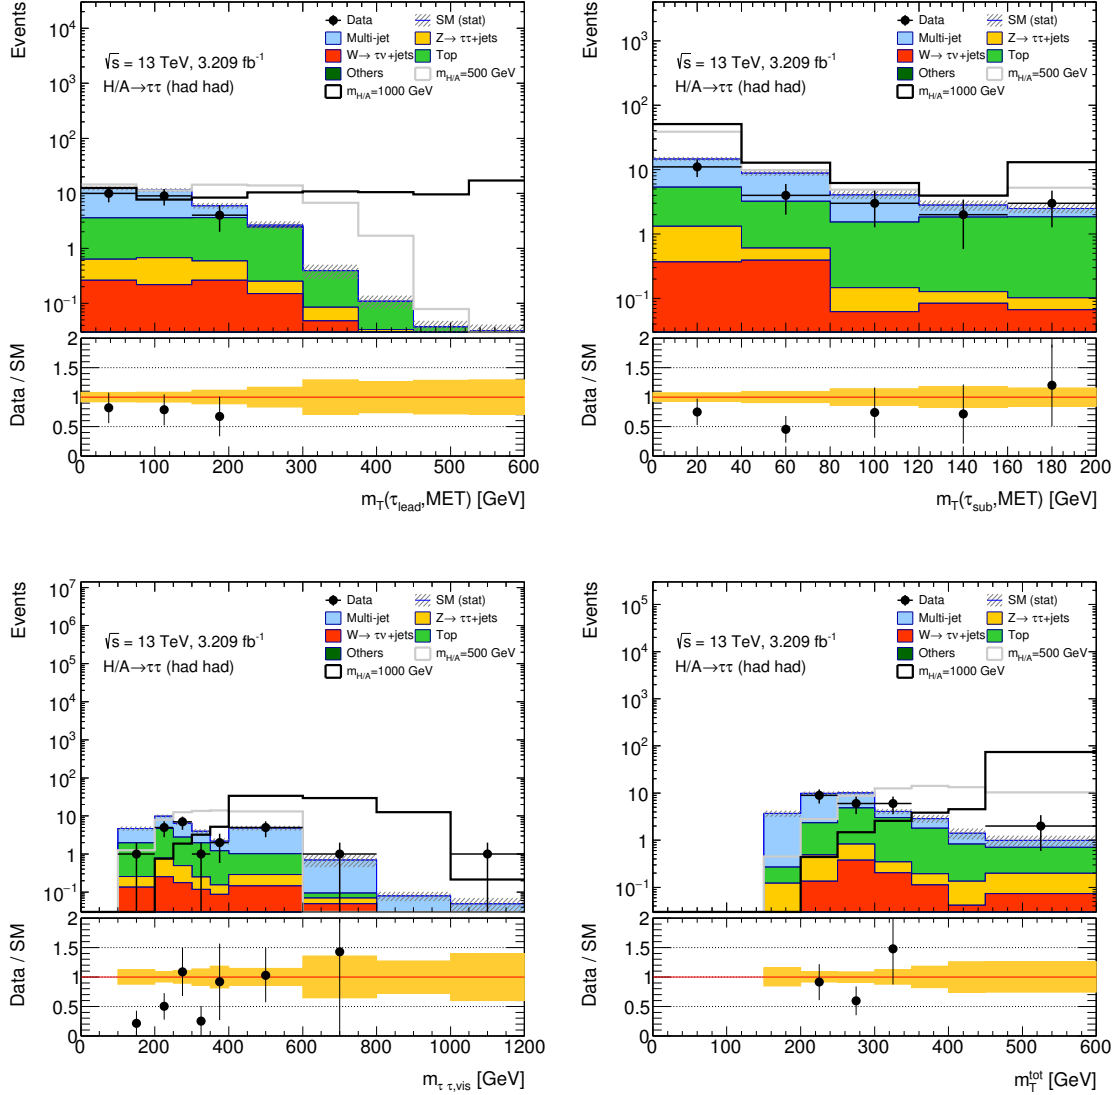 Events
10⁴
10³
10²
10
1
10⁻¹
√s = 13 TeV, 3.209 fb⁻¹
H/A→ττ (had had)
Data
SM (stat)
Multi-jet
Z→ ττ+jets
W→ τν+jets
Top
Others
m_H/A=500 GeV
m_H/A=1000 GeV
Data / SM
2
1.5
1
0.5
0
0 100 200 300 400 500 600
m_T(τ_lead,MET) [GeV]
Events
10³
10²
10
1
10⁻¹
√s = 13 TeV, 3.209 fb⁻¹
H/A→ττ (had had)
Data
SM (stat)
Multi-jet
Z→ ττ+jets
W→ τν+jets
Top
Others
m_H/A=500 GeV
m_H/A=1000 GeV
Data / SM
2
1.5
1
0.5
0
0 20 40 60 80 100 120 140 160 180 200
m_T(τ_sub,MET) [GeV]
Events
10⁷
10⁶
10⁵
10⁴
10³
10²
10
1
10⁻¹
√s = 13 TeV, 3.209 fb⁻¹
H/A→ττ (had had)
Data
SM (stat)
Multi-jet
Z→ ττ+jets
W→ τν+jets
Top
Others
m_H/A=500 GeV
m_H/A=1000 GeV
Data / SM
2
1.5
1
0.5
0
0 200 400 600 800 1000 1200
m_τ τ,vis [GeV]
Events
10⁵
10⁴
10³
10²
10
1
10⁻¹
√s = 13 TeV, 3.209 fb⁻¹
H/A→ττ (had had)
Data
SM (stat)
Multi-jet
Z→ ττ+jets
W→ τν+jets
Top
Others
m_H/A=500 GeV
m_H/A=1000 GeV
Data / SM
2
1.5
1
0.5
0
0 100 200 300 400 500 600
m_T^tot [GeV]